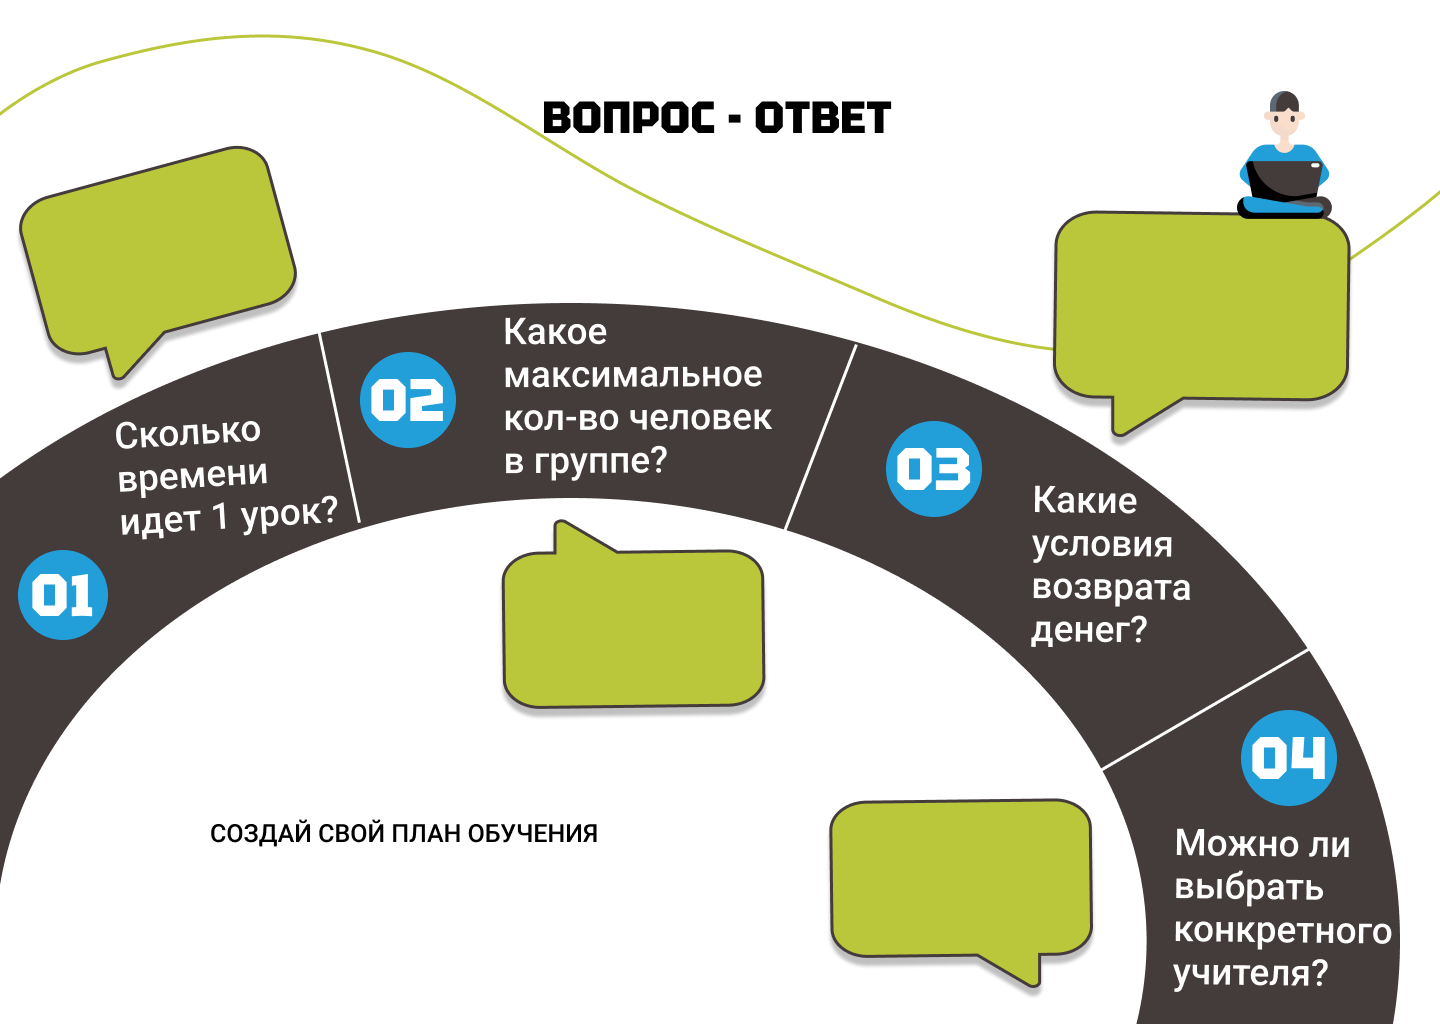 ВОПРОС - ОТВЕТ
01
Сколько
времени
идет 1 урок?
02
Какое
максимальное
кол-во человек
в группе?
03
Какие
условия
возврата
денег?
04
Можно ли
выбрать
конкретного
учителя?
СОЗДАЙ СВОЙ ПЛАН ОБУЧЕНИЯ